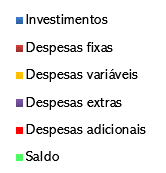 Investimentos
Despesas fixas
Despesas variáveis
Despesas extras
Despesas adicionais
Saldo